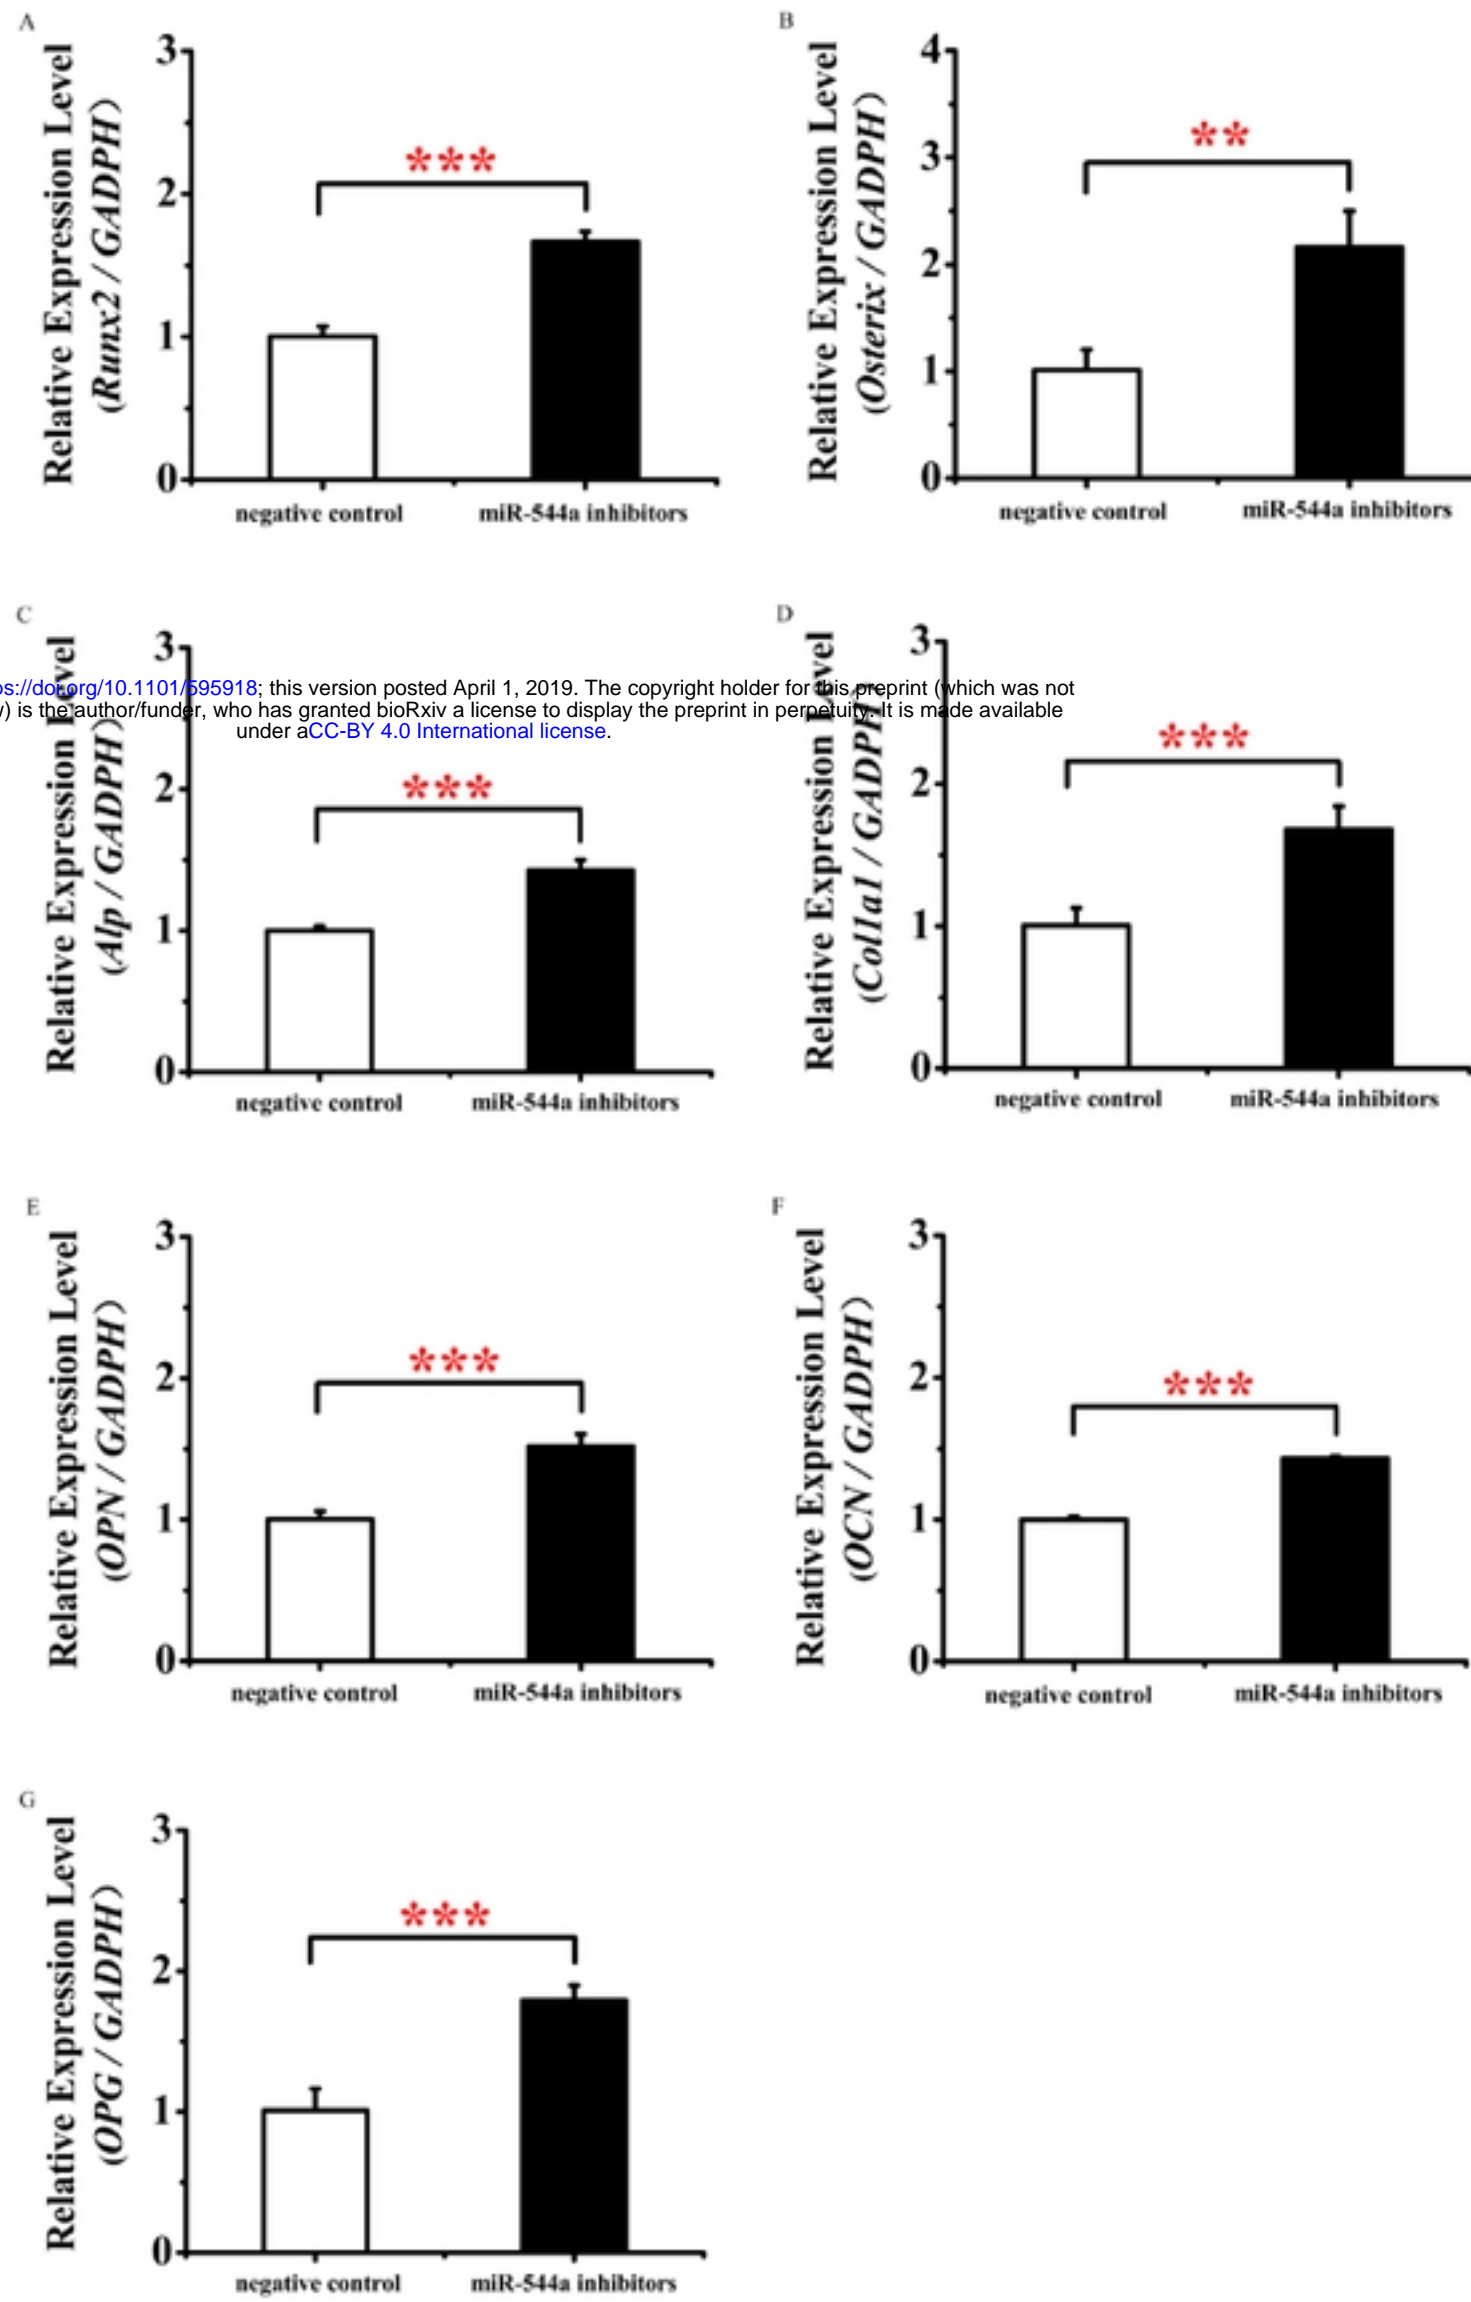 A
Relative Expression Level
(Runx2 / GADPH)
3
2
1
0
***
negative control
miR-544a inhibitors
B
Relative Expression Level
(Osterix / GADPH)
4
3
2
1
0
**
negative control
miR-544a inhibitors
os://doi.org/10.1101/595918; this version posted April 1, 2019. The copyright holder for this preprint (which was not
w) is the author/funder, who has granted bioRxiv a license to display the preprint in perpetuity. It is made available
under aCC-BY 4.0 International license.
C
Relative Expression Level
(Alp / GADPH)
3
2
1
0
***
negative control
miR-544a inhibitors
D
Relative Expression Level
(Col1a1 / GADPH)
3
2
1
0
***
negative control
miR-544a inhibitors
E
Relative Expression Level
(OPN / GADPH)
3
2
1
0
***
negative control
miR-544a inhibitors
F
Relative Expression Level
(OCN / GADPH)
3
2
1
0
***
negative control
miR-544a inhibitors
G
Relative Expression Level
(OPG / GADPH)
3
2
1
0
***
negative control
miR-544a inhibitors